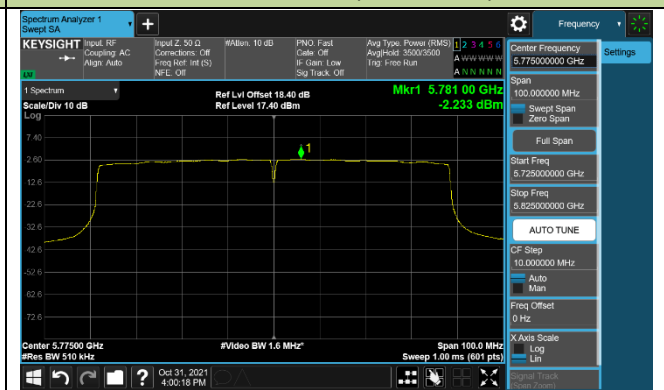 Spectrum Analyzer 1
Swept SA
+
Frequency
KEYSIGHT Input: RF Input Z: 50 Ω #Atten: 10 dB PNO: Fast Avg Type: Power (RMS) 1 2 3 4 5 6
Coupling: AC Corrections: Off Gate: Off Avg|Hold: 3500/3500 A W W W W W
Align: Auto Freq Ref: Int (S) IF Gain: Low Trig: Free Run
NFE: Off Sig Track: Off A N N N N N
Center Frequency
5.775000000 GHz
Settings
1 Spectrum
Ref Lvl Offset 18.40 dB
Mkr1 5.781 00 GHz
Scale/Div 10 dB
Ref Level 17.40 dBm
-2.233 dBm
Log
Span
100.000000 MHz
Swept Span
Zero Span
Full Span
Start Freq
5.725000000 GHz
Stop Freq
5.825000000 GHz
AUTO TUNE
CF Step
10.000000 MHz
Auto
Man
Freq Offset
0 Hz
X Axis Scale
Log
Lin
Signal Track
(Span Zoom)
7.40
1
-2.60
-12.6
-22.6
-32.6
-42.6
-52.6
-62.6
-72.6
Center 5.77500 GHz
#Video BW 1.6 MHz*
Span 100.0 MHz
#Res BW 510 kHz
Sweep 1.00 ms (601 pts)
? Oct 31, 2021
4:00:18 PM